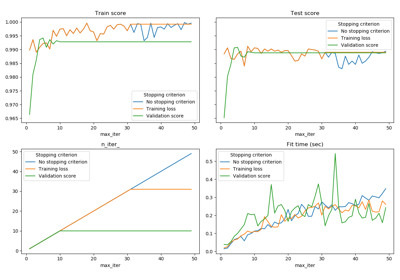 Train score
Test score
1.000
0.995
0.990
0.985
0.980
0.975
0.970
0.965
Stopping criterion
No stopping criterion
Training loss
Validation score
Stopping criterion
No stopping criterion
Training loss
Validation score
0 10 20 30 40 50
max_iter
0 10 20 30 40 50
max_iter
n_iter_
Fit time (sec)
50
40
30
20
10
0
Stopping criterion
No stopping criterion
Training loss
Validation score
0.5
0.4
0.3
0.2
0.1
0.0
Stopping criterion
No stopping criterion
Training loss
Validation score
0 10 20 30 40 50
max_iter
0 10 20 30 40 50
max_iter